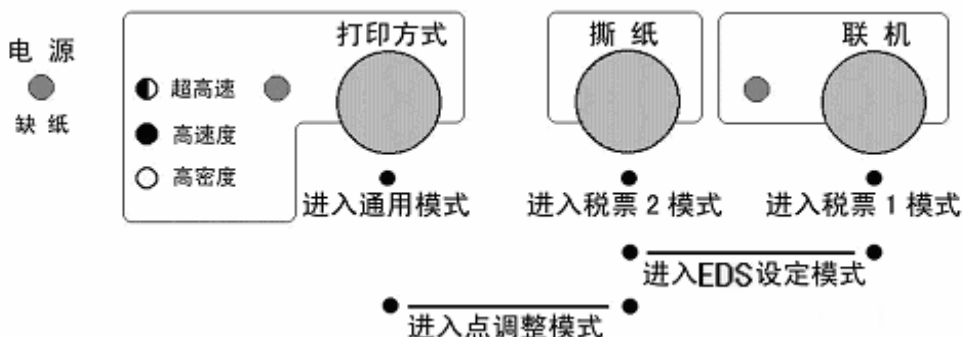 打印方式
撕 纸
联 机
电 源
超高速
缺 纸
高速度
高密度
进入通用模式
进入税票 2 模式
进入税票 1 模式
进入EDS设定模式
进入点调整模式